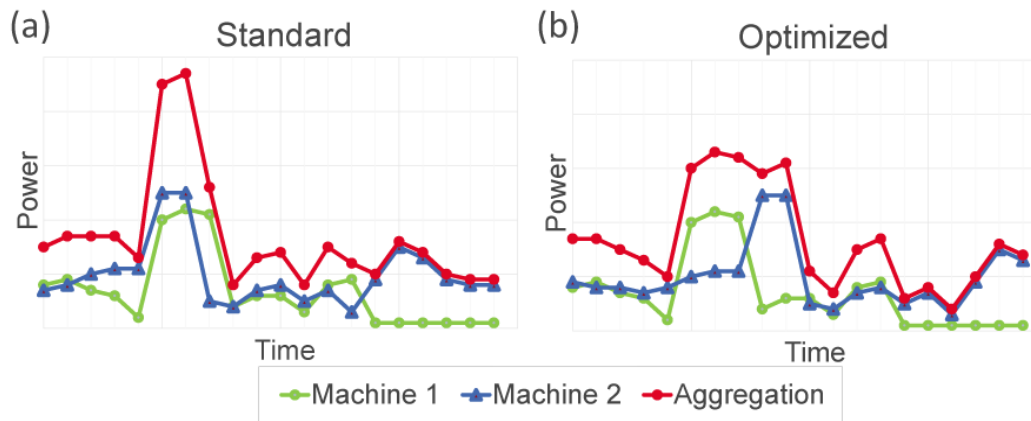 (a)
Standard
Power
Time
(b)
Optimized
Power
Time
Machine 1
Machine 2
Aggregation